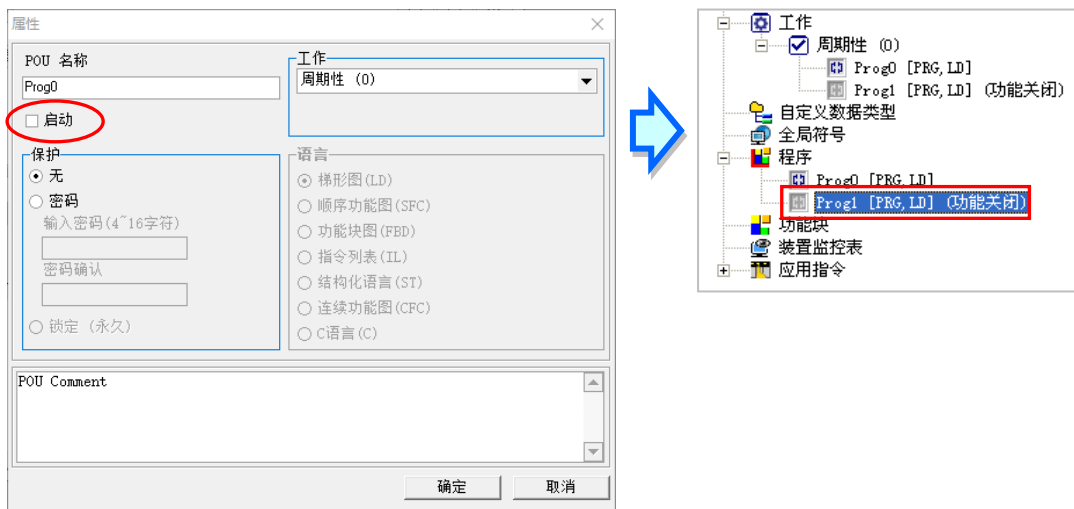 属性
POU 名称
Prog0
启动
工作
周期性 (0)
保护
无
密码
输入密码(4~16字符)
密码确认
锁定 (永久)
语言
梯形图(LD)
顺序功能图(SFC)
功能块图(FBD)
指令列表(IL)
结构化语言(ST)
连续功能图(CFC)
C语言(C)
POU Comment
确定
取消
工作
周期性 (0)
Prog0 [PRG,LD]
Prog1 [PRG,LD] (功能关闭)
自定义数据类型
全局符号
程序
Prog0 [PRG,LD]
Prog1 [PRG,LD] (功能关闭)
功能块
装置监控表
应用指令